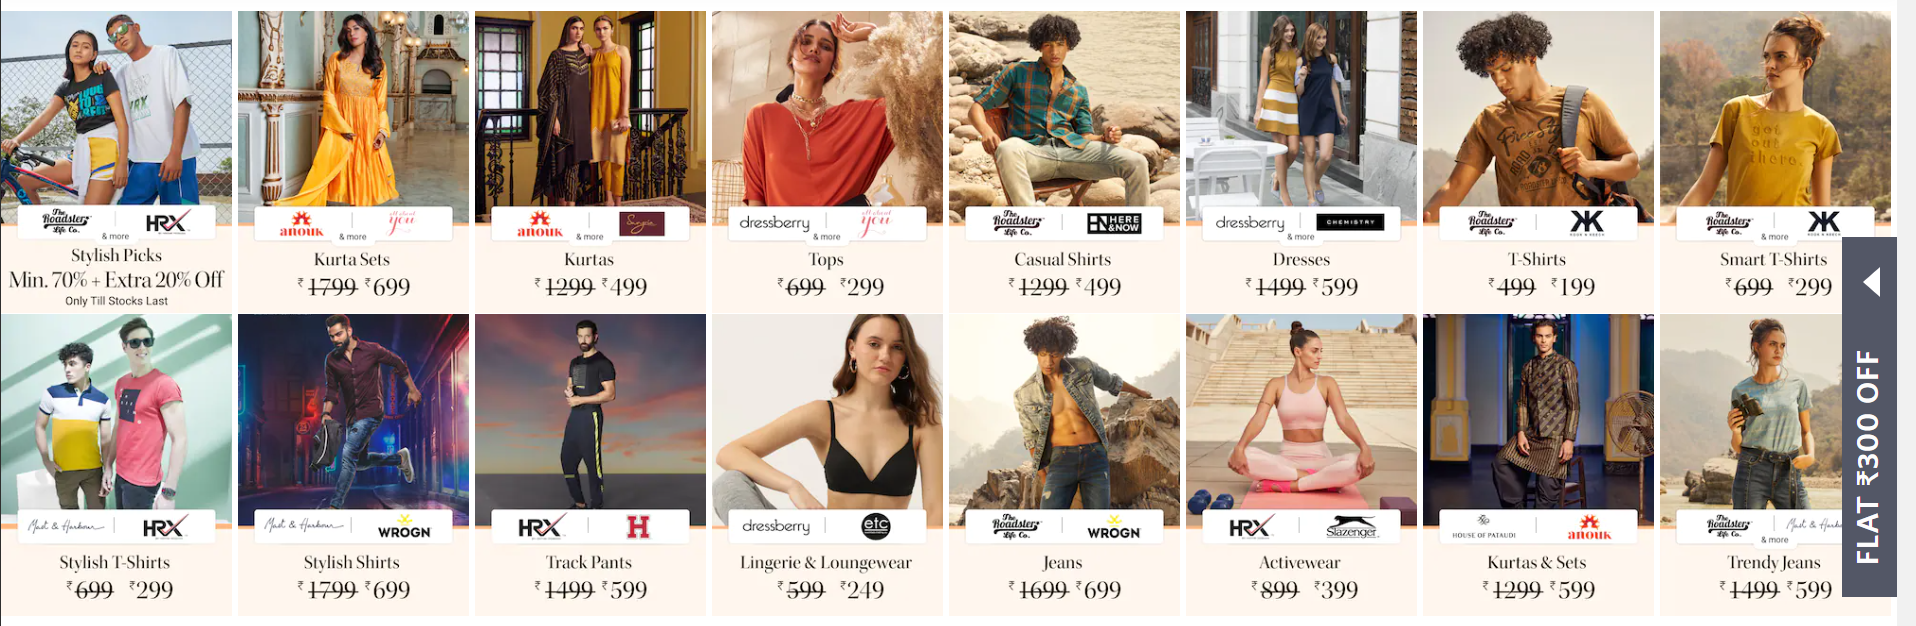 The Roadster Life Co. HRX
& more
Stylish Picks
Min. 70% + Extra 20% Off
Only Till Stocks Last
anouk all about you
& more
Kurta Sets
₹1799 ₹699
anouk Sangria
& more
Kurtas
₹1299 ₹499
dressberry all about you
& more
Tops
₹699 ₹299
The Roadster Life Co. HERE &NOW
Casual Shirts
₹1299 ₹499
dressberry CHEMISTRY
& more
Dresses
₹1499 ₹599
The Roadster Life Co.
T-Shirts
₹499 ₹199
got out there.
The Roadster Life Co.
& more
Smart T-Shirts
₹699 ₹299
Mast & Harbour HRX
Stylish T-Shirts
₹699 ₹299
Mast & Harbour WROGN
Stylish Shirts
₹1799 ₹699
HRX H
Track Pants
₹1499 ₹599
dressberry etc
Lingerie & Loungewear
₹599 ₹249
The Roadster Life Co. WROGN
Jeans
₹1699 ₹699
HRX Slazenger
Activewear
₹899 ₹399
HOUSE OF PATAUDI anouk
Kurtas & Sets
₹1299 ₹599
The Roadster Life Co. Mast & Harbo
& more
Trendy Jeans
₹1499 ₹599
FLAT ₹300 OFF